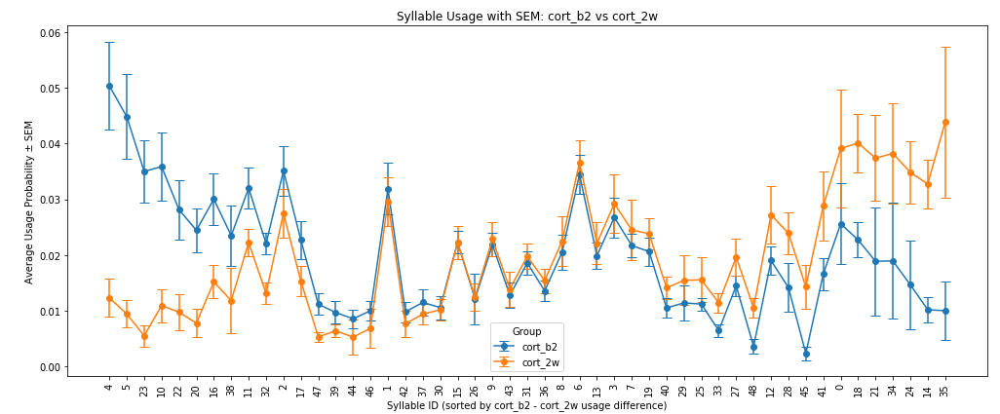 Syllable Usage with SEM: cort_b2 vs cort_2w
Average Usage Probability ± SEM
0.06
0.05
0.04
0.03
0.02
0.01
0.00
Group
cort_b2
cort_2w
4 5 23 10 22 20 16 38 11 32 2 17 47 39 44 46 1 42 37 30 15 26 9 43 31 36 8 6 13 3 7 19 40 29 25 33 27 48 12 28 45 41 0 18 21 34 24 14 35
Syllable ID (sorted by cort_b2 - cort_2w usage difference)